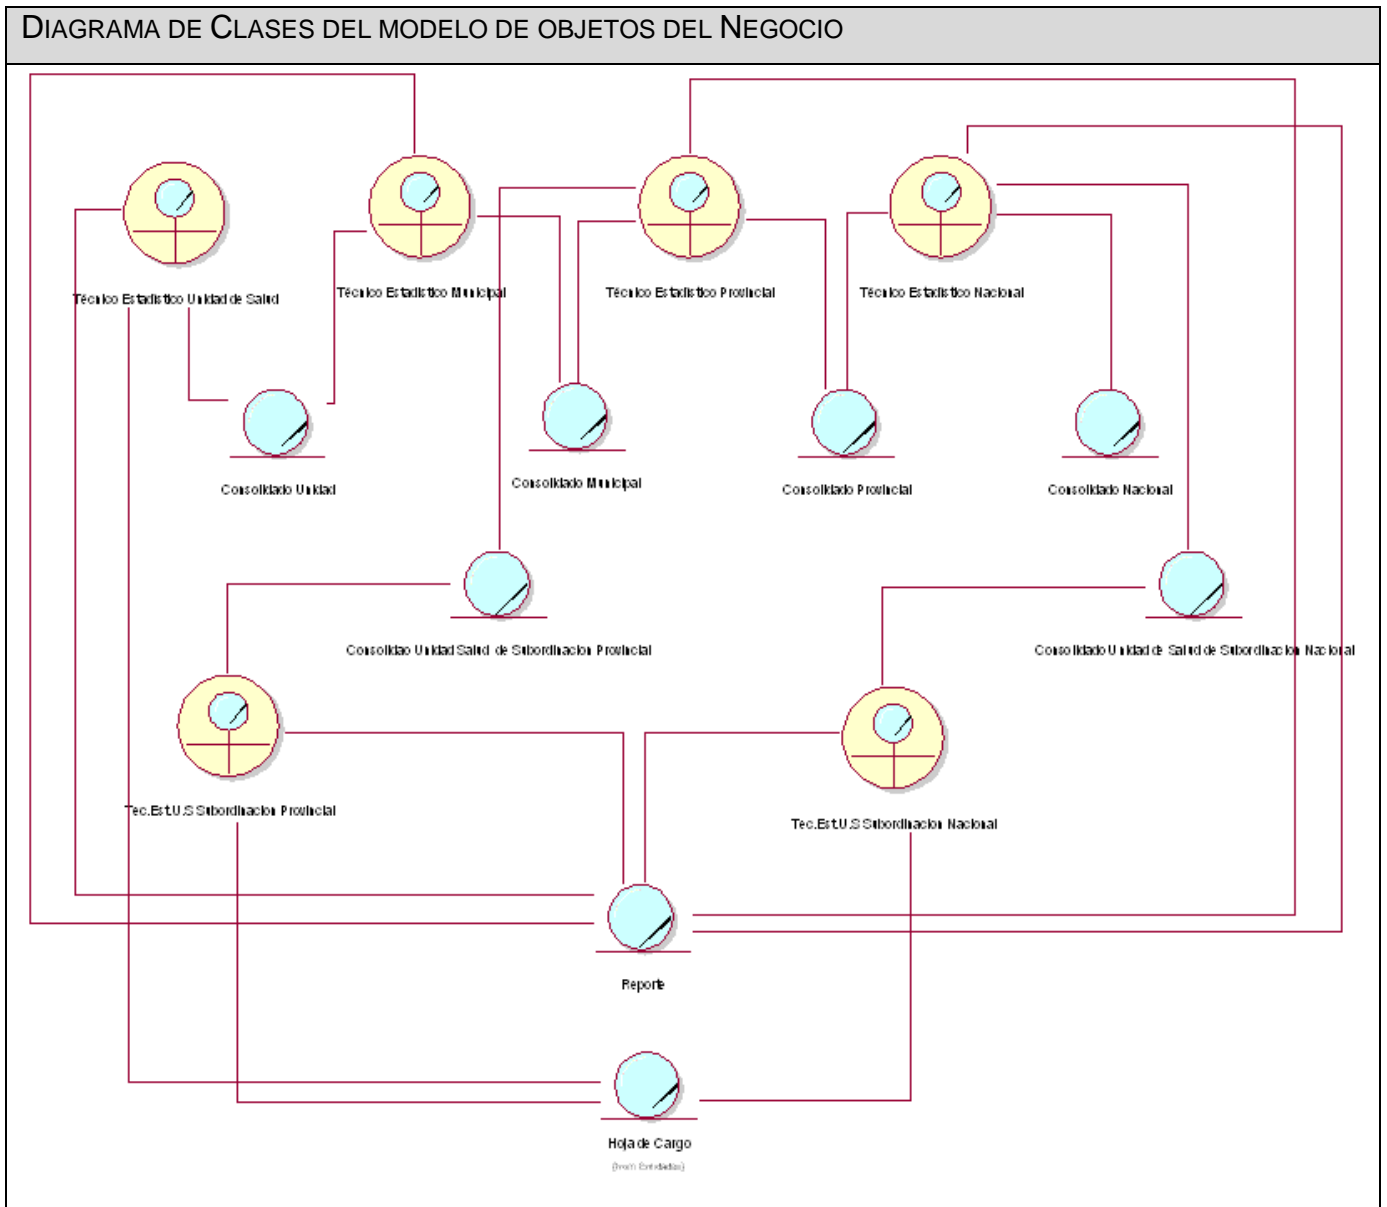 DIAGRAMA DE CLASES DEL MODELO DE OBJETOS DEL NEGOCIO
Técnico Estadístico Unidad de Salud
Técnico Estadístico Municipal
Técnico Estadístico Provincial
Técnico Estadístico Nacional
Consolidado Unidad
Consolidado Municipal
Consolidado Provincial
Consolidado Nacional
Consolidao Unidad Salud de Subordinacion Provincial
Consolidado Unidad de Salud de Subordinacion Nacional
Tec.Est.U.S Subordinacion Provincial
Tec.Est.U.S Subordinacion Nacional
Reporte
Hoja de Cargo
(from Entidades)